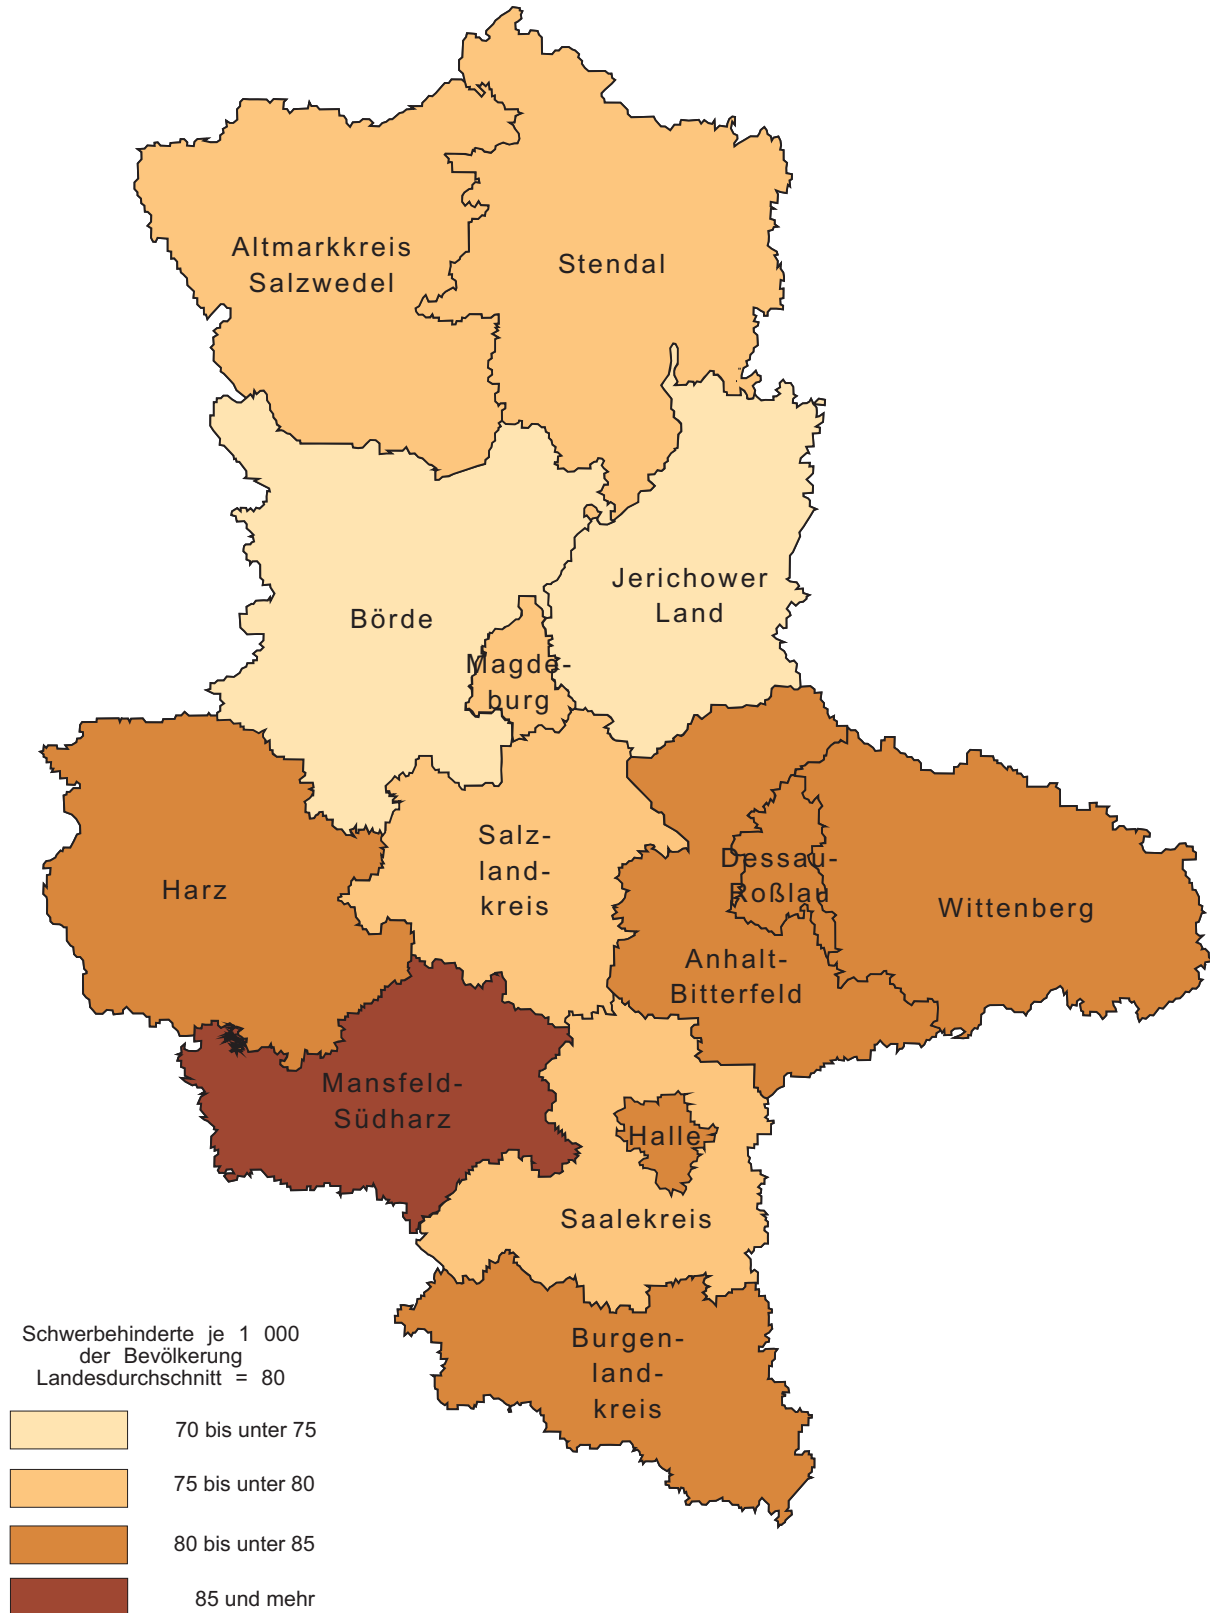 Altmarkkreis
Salzwedel
Stendal
Jerichower
Land
Börde
Magde-
burg
Salz-
land-
kreis
Harz
Dessau-
Roßlau
Wittenberg
Anhalt-
Bitterfeld
Mansfeld-
Südharz
Halle
Saalekreis
Burgen-
land-
kreis
Schwerbehinderte je 1 000
der Bevölkerung
Landesdurchschnitt = 80
70 bis unter 75
75 bis unter 80
80 bis unter 85
85 und mehr